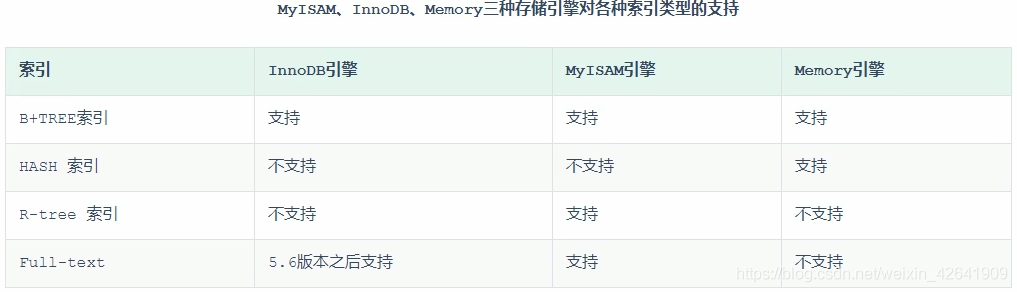 MyISAM、InnoDB、Memory三种存储引擎对各种索引类型的支持
索引 InnoDB引擎 MyISAM引擎 Memory引擎
B+TREE索引 支持 支持 支持
HASH 索引 不支持 不支持 支持
R-tree 索引 不支持 支持 不支持
Full-text 5.6版本之后支持 支持 不支持
https://blog.csdn.net/weixin_42641909